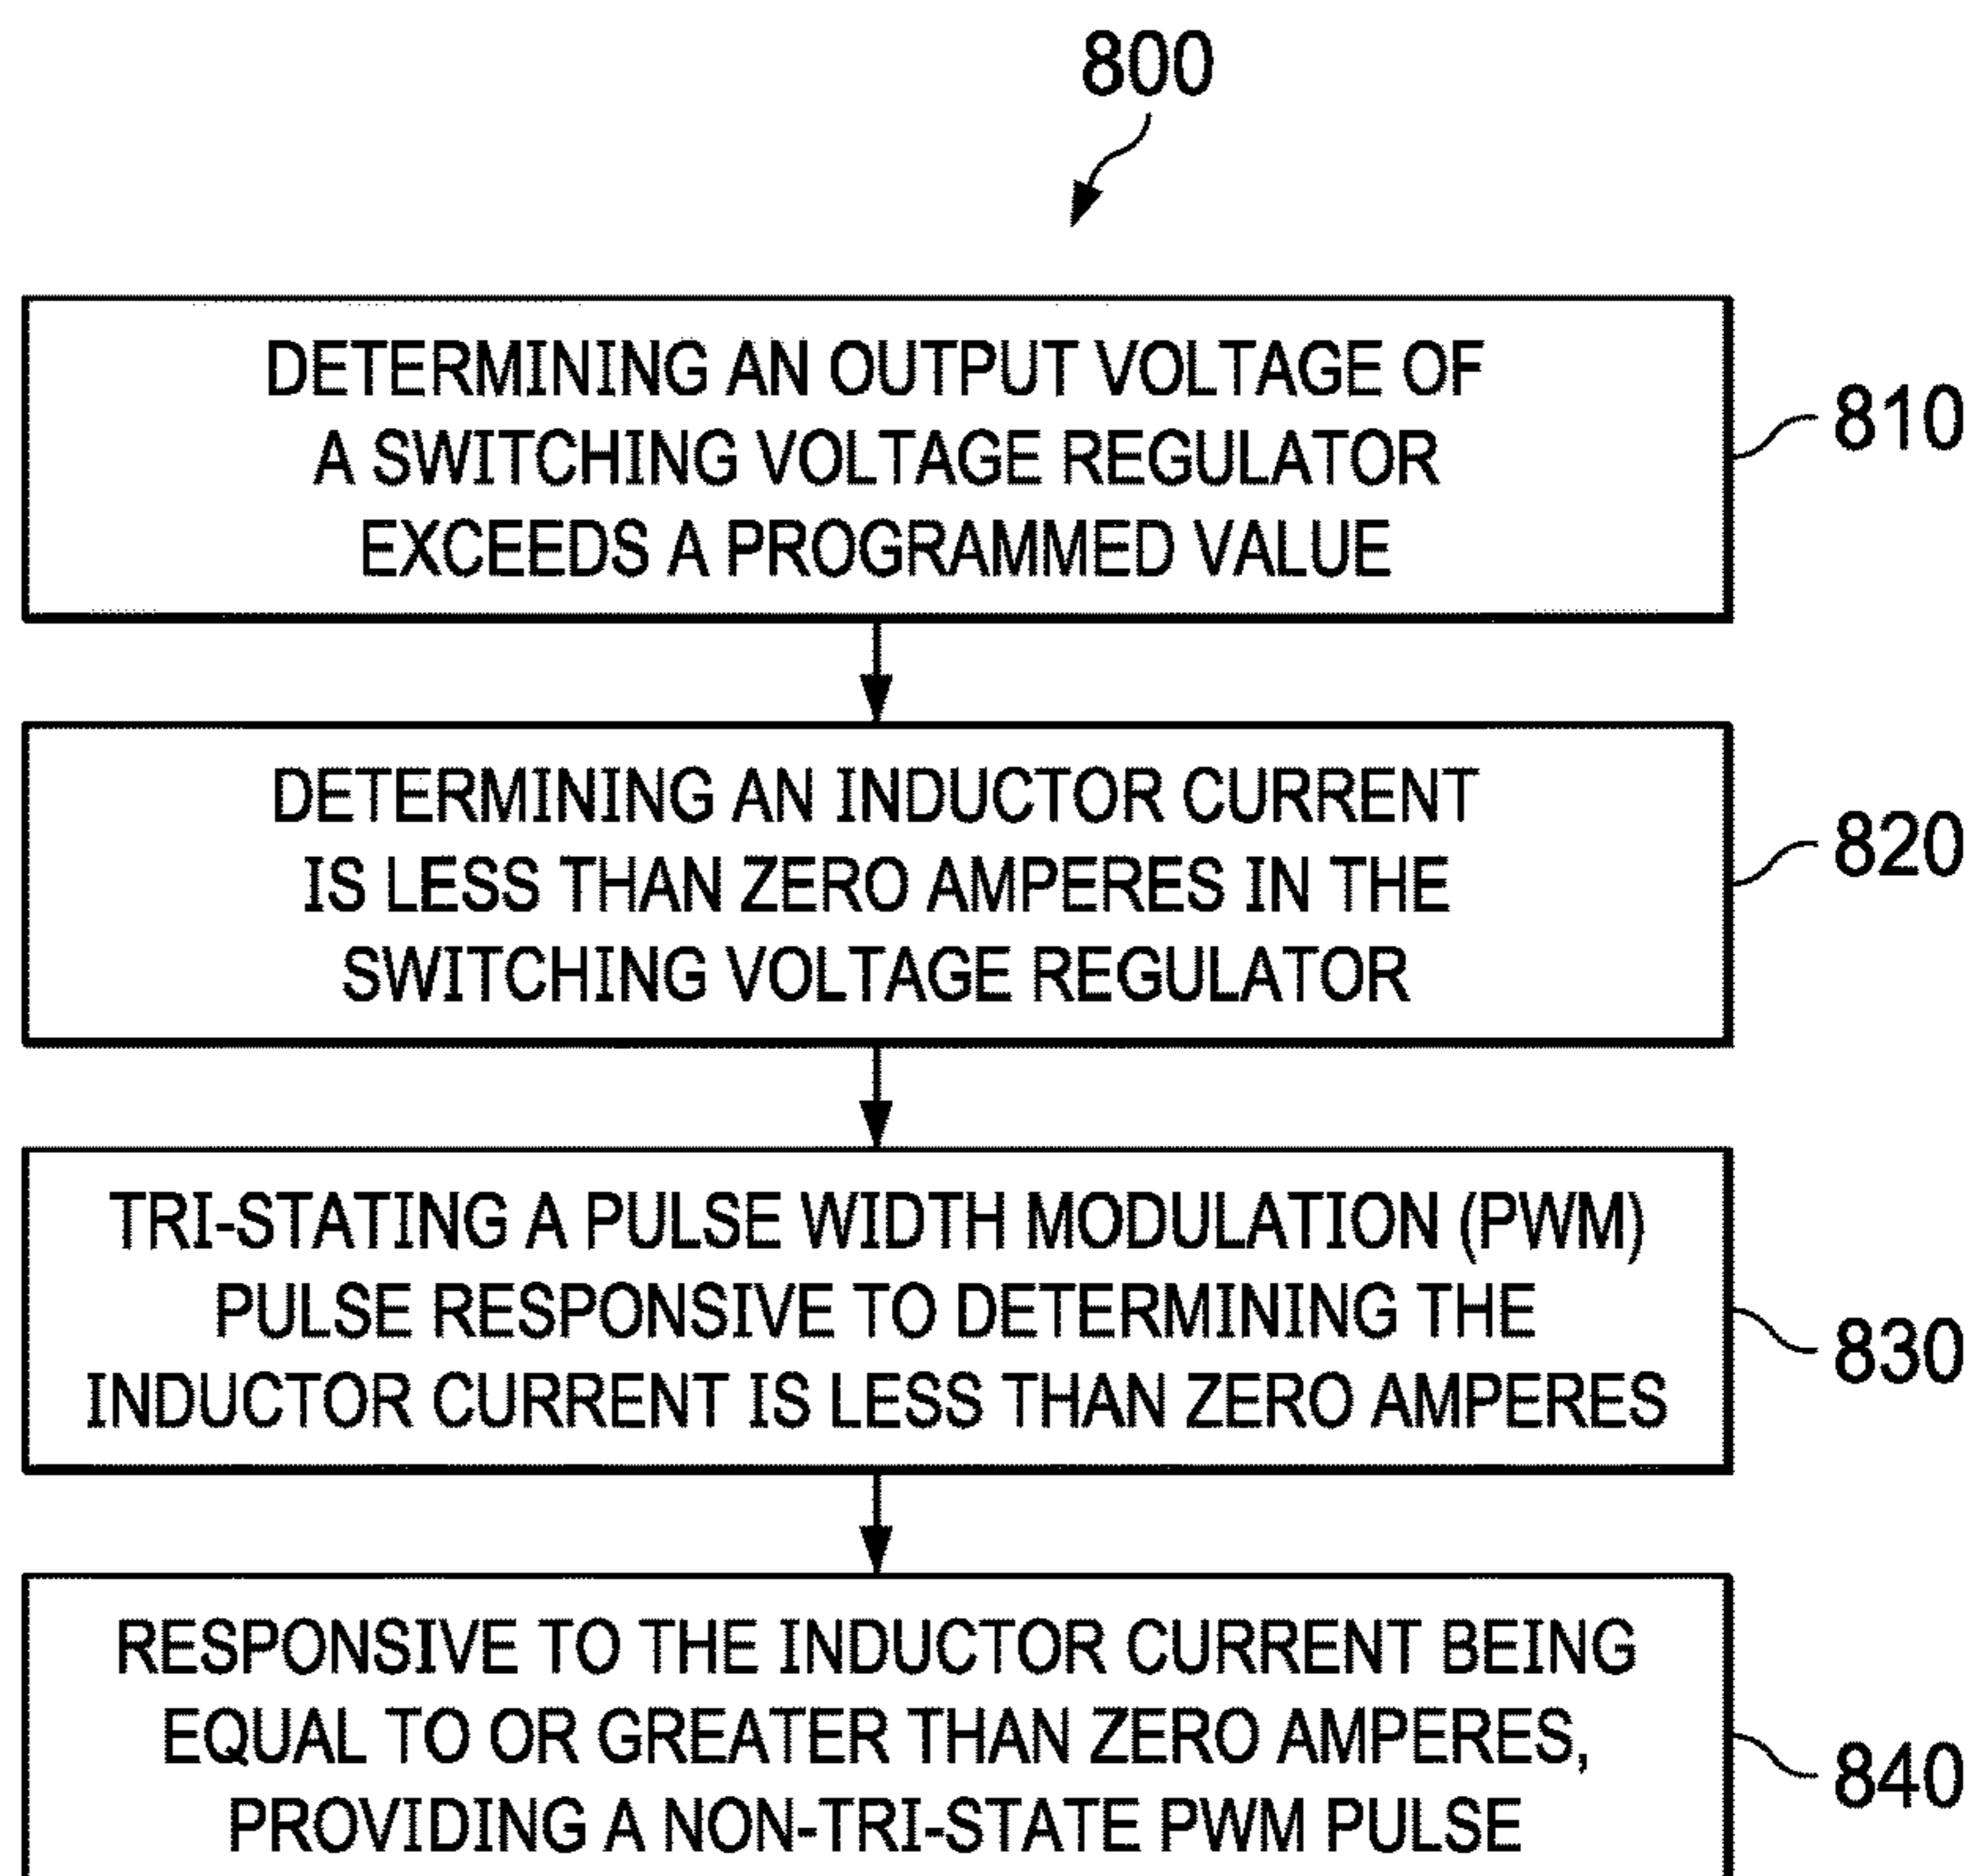 800
DETERMINING AN OUTPUT VOLTAGE OF
A SWITCHING VOLTAGE REGULATOR
EXCEEDS A PROGRAMMED VALUE
810
DETERMINING AN INDUCTOR CURRENT
IS LESS THAN ZERO AMPERES IN THE
SWITCHING VOLTAGE REGULATOR
820
TRI-STATING A PULSE WIDTH MODULATION (PWM)
PULSE RESPONSIVE TO DETERMINING THE
INDUCTOR CURRENT IS LESS THAN ZERO AMPERES
830
RESPONSIVE TO THE INDUCTOR CURRENT BEING
EQUAL TO OR GREATER THAN ZERO AMPERES,
PROVIDING A NON-TRI-STATE PWM PULSE
840